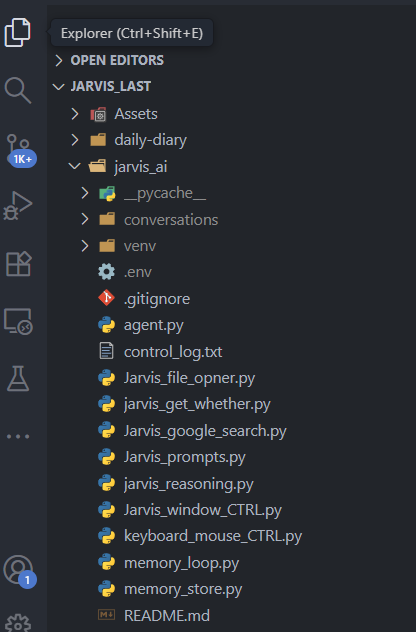 Explorer (Ctrl+Shift+E)
OPEN EDITORS
JARVIS_LAST
Assets
daily-diary
jarvis_ai
__pycache__
conversations
venv
.env
.gitignore
agent.py
control_log.txt
Jarvis_file_opner.py
jarvis_get_whether.py
Jarvis_google_search.py
Jarvis_prompts.py
jarvis_reasoning.py
Jarvis_window_CTRL.py
keyboard_mouse_CTRL.py
memory_loop.py
memory_store.py
README.md
1K+
1